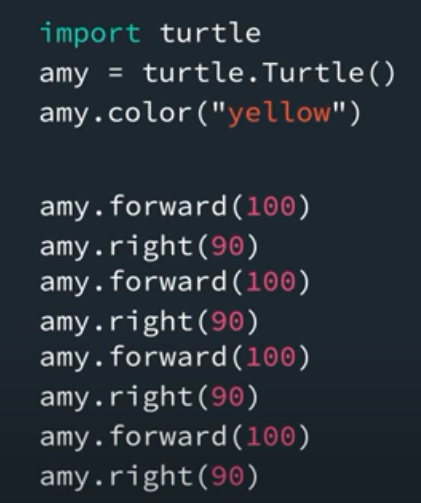 import turtle
amy = turtle.Turtle()
amy.color("yellow")
amy.forward(100)
amy.right(90)
amy.forward(100)
amy.right(90)
amy.forward(100)
amy.right(90)
amy.forward(100)
amy.right(90)